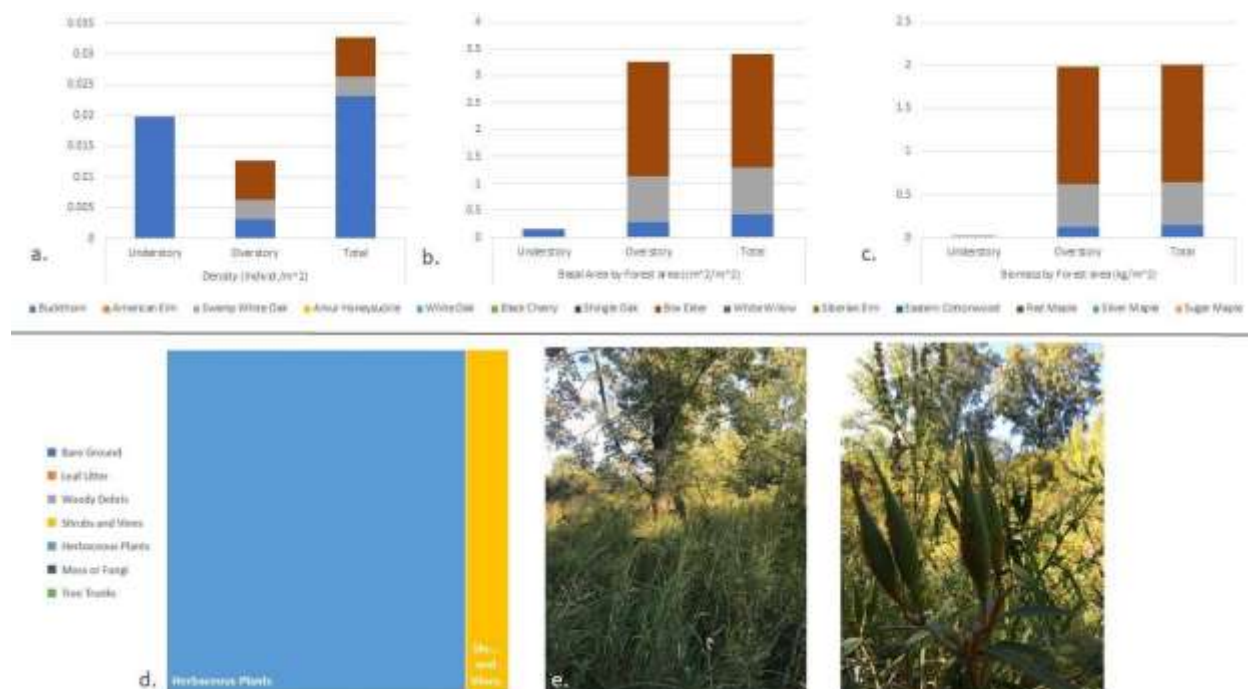 0.035
0.03
0.025
0.02
0.015
0.01
0.005
0
Understory Overstory Total
a.
Density (Individ./m^2)
4
3.5
3
2.5
2
1.5
1
0.5
0
Understory Overstory Total
b.
Basal Area by Forest area (cm^2/m^2)
2.5
2
1.5
1
0.5
0
Understory Overstory Total
c.
Biomass by Forest area (kg/m^2)
Buckthorn American Elm Swamp White Oak Amur Honeysuckle White Oak Black Cherry Shingle Oak Box Elder White Willow Siberian Elm Eastern Cottonwood Red Maple Silver Maple Sugar Maple
Bare Ground
Leaf Litter
Woody Debris
Shrubs and Vines
Herbaceous Plants
Moss or Fungi
Tree Trunks
d.
Herbaceous Plants
Shr...
and
Vines
e.
f.